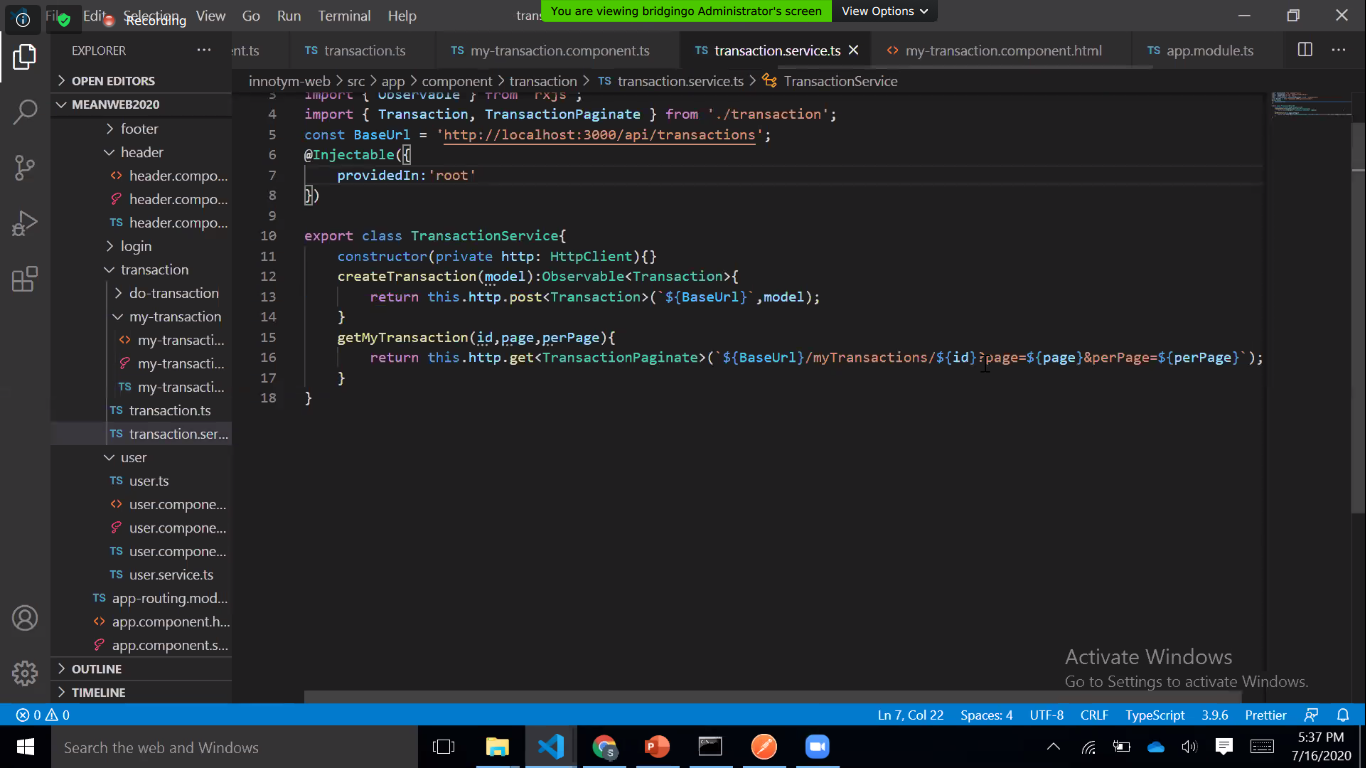 You are viewing bridgingo Administrator's screen
View Options
File Edit Selection View Go Run Terminal Help
Recording
EXPLORER
ent.ts
TS transaction.ts
TS my-transaction.component.ts
TS transaction.service.ts
<> my-transaction.component.html
TS app.module.ts
OPEN EDITORS
innotym-web > src > app > component > transaction > TS transaction.service.ts > TransactionService
MEANWEB2020
footer
header
<> header.compo...
header.compo...
TS header.compo...
login
transaction
do-transaction
my-transaction
<> my-transacti...
my-transacti...
TS my-transacti...
TS transaction.ts
TS transaction.ser...
user
TS user.ts
<> user.compone...
user.compone...
TS user.compone...
TS user.service.ts
TS app-routing.mod...
<> app.component.h...
app.component.s...
OUTLINE
TIMELINE
3 import { Observable } from 'rxjs';
4 import { Transaction, TransactionPaginate } from './transaction';
5 const BaseUrl = 'http://localhost:3000/api/transactions';
6 @Injectable({
7 providedIn:'root'
8 })
9
10 export class TransactionService{
11 constructor(private http: HttpClient){}
12 createTransaction(model):Observable<Transaction>{
13 return this.http.post<Transaction>(`${BaseUrl}`,model);
14 }
15 getMyTransaction(id,page,perPage){
16 return this.http.get<TransactionPaginate>(`${BaseUrl}/myTransactions/${id}?page=${page}&perPage=${perPage}`);
17 }
18 }
Activate Windows
Go to Settings to activate Windows.
0 0
Ln 7, Col 22
Spaces: 4
UTF-8
CRLF
TypeScript
3.9.6
Prettier
Search the web and Windows
5:37 PM
7/16/2020